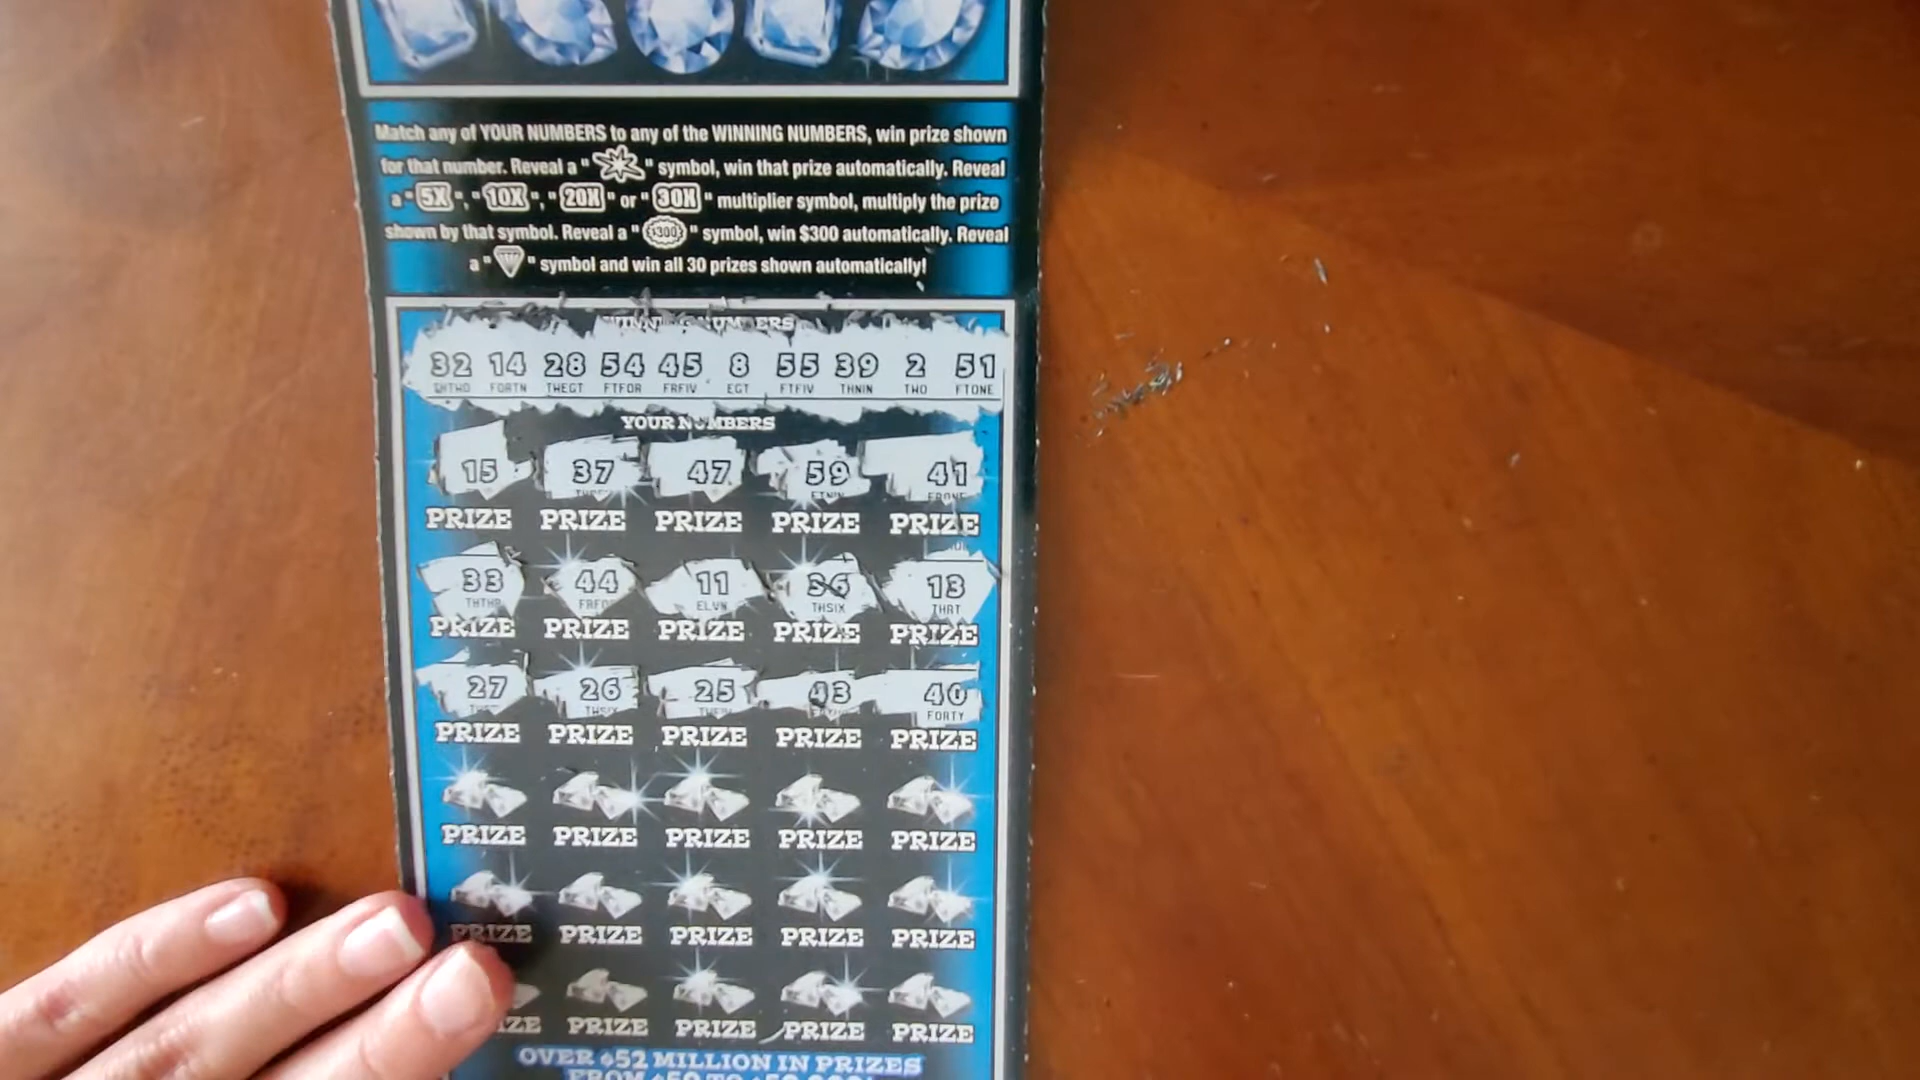 Match any of YOUR NUMBERS to any of the WINNING NUMBERS, win prize shown
for that number. Reveal a " " symbol, win that prize automatically. Reveal
a " 5X ", " 10X ", " 20X " or " 30X " multiplier symbol, multiply the prize
shown by that symbol. Reveal a " $300 " symbol, win $300 automatically. Reveal
a " " symbol and win all 30 prizes shown automatically!
32 14 28 54 45 8 55 39 2 51
THTWO FORTN TWEGT FTFOR FRFIV EGT FTFIV THNIN TWO FTONE
YOUR NUMBERS
15 37 47 59 41
PRIZE PRIZE PRIZE PRIZE PRIZE
33 44 11 36 13
ELVN THSIX THRT
PRIZE PRIZE PRIZE PRIZE PRIZE
27 26 25 43 40
FORTY
PRIZE PRIZE PRIZE PRIZE PRIZE
PRIZE PRIZE PRIZE PRIZE PRIZE
PRIZE PRIZE PRIZE PRIZE PRIZE
PRIZE PRIZE PRIZE PRIZE
OVER $52 MILLION IN PRIZES